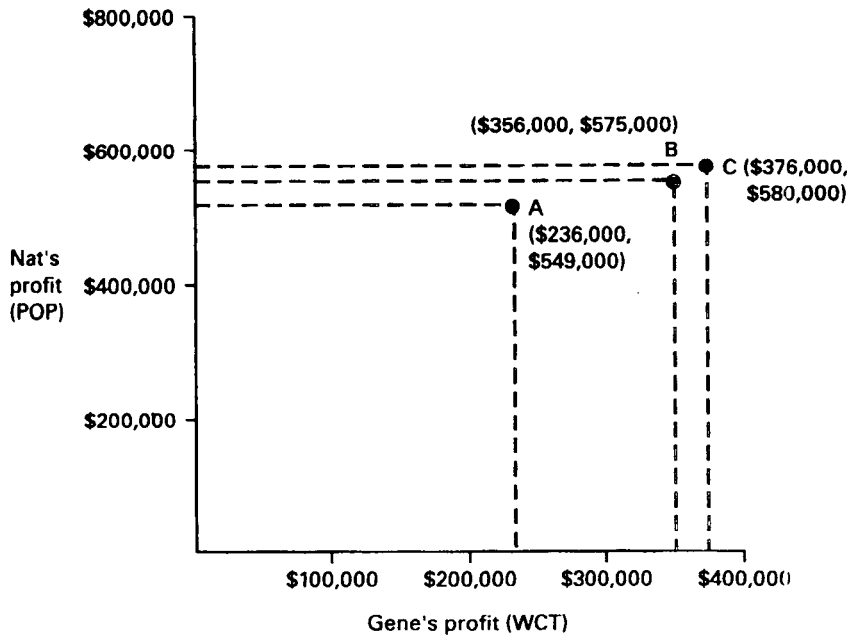 $800,000
($356,000, $575,000)
$600,000
B
C ($376,000,
$580,000)
A
($236,000,
$549,000)
Nat's
profit
(POP)
$400,000
$200,000
$100,000 $200,000 $300,000 $400,000
Gene's profit (WCT)